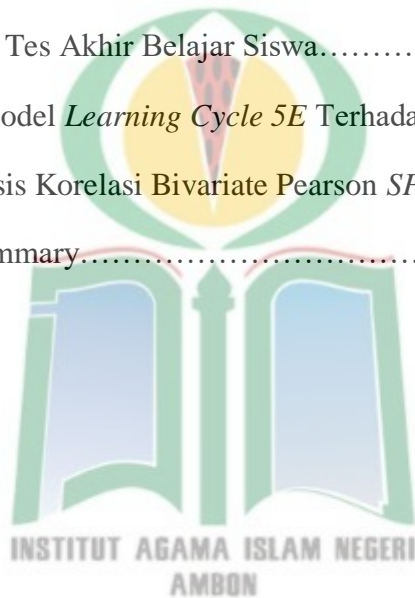 Tes Akhir Belajar Siswa………
odel Learning Cycle 5E Terhada
sis Korelasi Bivariate Pearson SP
mmary……………………………
INSTITUT AGAMA ISLAM NEGERI
AMBON